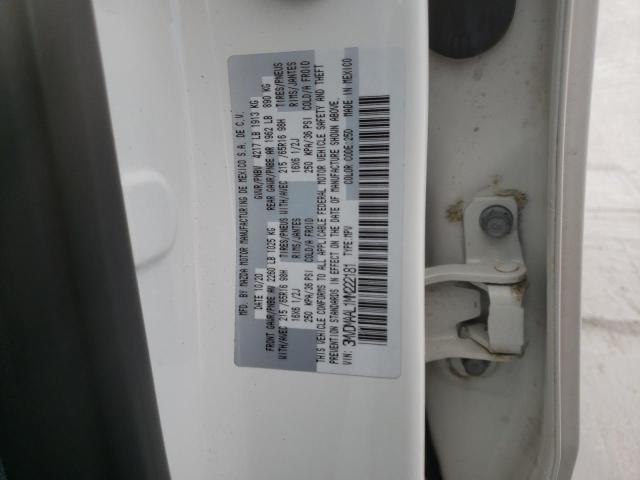 MFD. BY MAZDA MOTOR MANUFACTURING DE MEXICO S.A. DE C.V.
DATE 10/20 GVWR/PNBV 4217 LB 1913 KG
FRONT GAWR/PNBE AV 2260 LB 1025 KG REAR GAWR/PNBE AR 1962 LB 890 KG
WITH/AVEC 215/65R16 98H TIRES/PNEUS WITH/AVEC 215/65R16 98H TIRES/PNEUS
16X6 1/2J RIMS/JANTES 16X6 1/2J RIMS/JANTES
250 KPA/36 PSI COLD/A FROID 250 KPA/36 PSI COLD/A FROID
THIS VEHICLE CONFORMS TO ALL APPLICABLE FEDERAL MOTOR VEHICLE SAFETY AND THEFT
PREVENTION STANDARDS IN EFFECT ON THE DATE OF MANUFACTURE SHOWN ABOVE.
VIN: TYPE:MPV COLOR CODE:25D MADE IN MEXICO